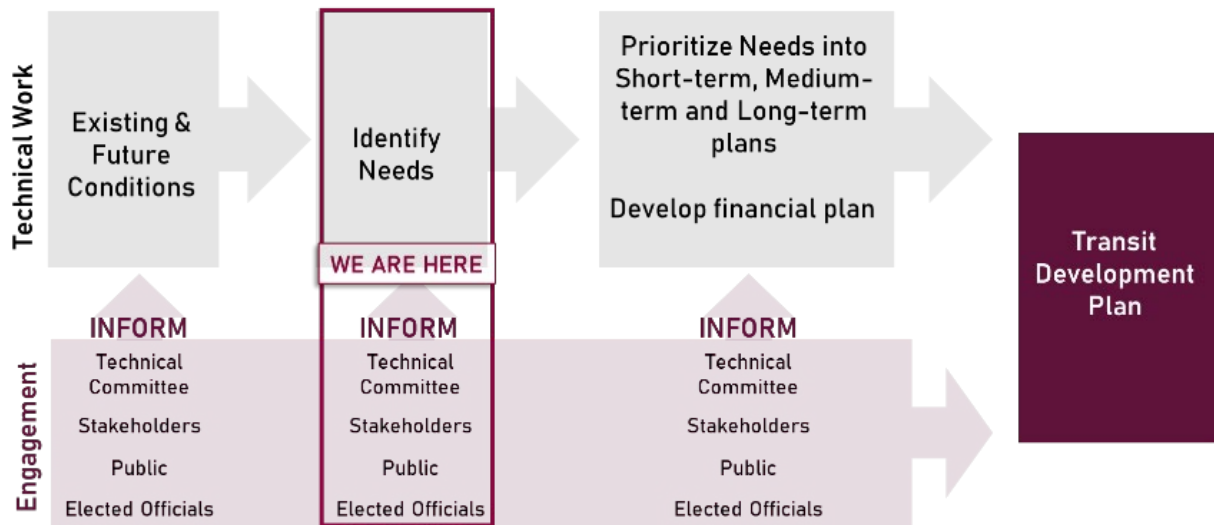 Technical Work
Existing &
Future
Conditions
Identify
Needs
Prioritize Needs into
Short-term, Medium-
term and Long-term
plans
Develop financial plan
WE ARE HERE
Transit
Development
Plan
Engagement
INFORM
Technical
Committee
Stakeholders
Public
Elected Officials
INFORM
Technical
Committee
Stakeholders
Public
Elected Officials
INFORM
Technical
Committee
Stakeholders
Public
Elected Officials